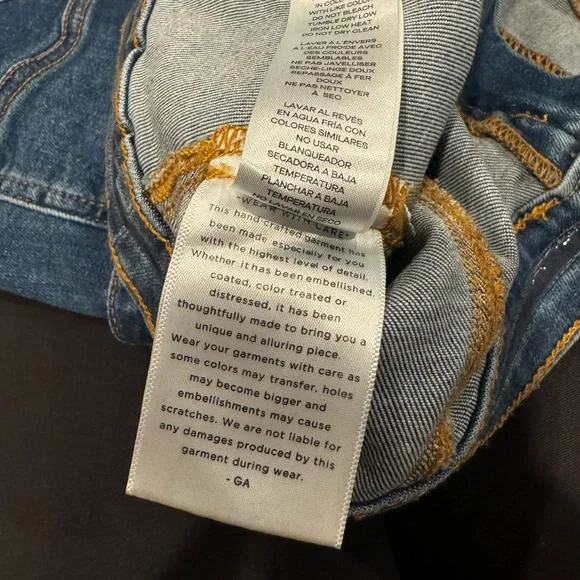 IN COLD
WITH LIKE COLORS
DO NOT BLEACH
TUMBLE DRY LOW
IRON LOW HEAT
DO NOT DRY CLEAN
LAVER À L'ENVERS
À L'EAU FROIDE AVEC
DES COULEURS
SEMBLABLES
NE PAS JAVELLISER
SÈCHE-LINGE DOUX
REPASSAGE À FER
DOUX
NE PAS NETTOYER
À SEC
LAVAR AL REVÉS
EN AGUA FRÍA CON
COLORES SIMILARES
NO USAR
BLANQUEADOR
SECADORA A BAJA
TEMPERATURA
PLANCHAR A BAJA
TEMPERATURA
NO LAVAR EN SECO
"WEAR WITH CARE"
This hand-crafted garment has
been made especially for you
with the highest level of detail.
Whether it has been embellished,
coated, color treated or
distressed, it has been
thoughtfully made to bring you a
unique and alluring piece.
Wear your garments with care as
some colors may transfer, holes
may become bigger and
embellishments may cause
scratches. We are not liable for
any damages produced by this
garment during wear.
- GA